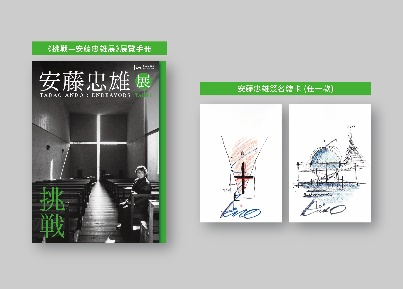 《挑戰—安藤忠雄展》展覽手冊
安藤忠雄展
TADAO ANDO : ENDEAVORS
挑
戦
安藤忠雄簽名繪卡 (任一款)